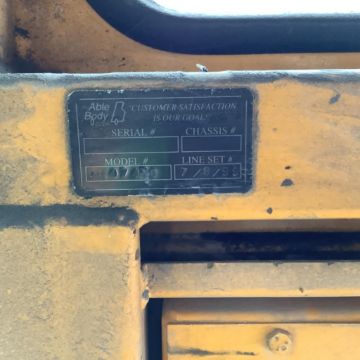 Able "CUSTOMER SATISFACTION
Body IS OUR GOAL"
SERIAL # CHASSIS #
MODEL # LINE SET #